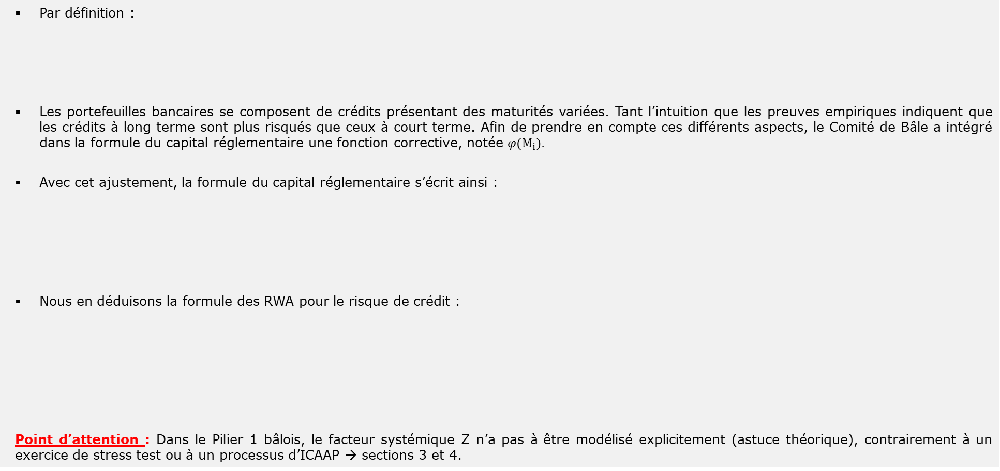 ▪ Par définition :
▪ Les portefeuilles bancaires se composent de crédits présentant des maturités variées. Tant l’intuition que les preuves empiriques indiquent que
les crédits à long terme sont plus risqués que ceux à court terme. Afin de prendre en compte ces différents aspects, le Comité de Bâle a intégré
dans la formule du capital réglementaire une fonction corrective, notée 𝜑(Mᵢ).
▪ Avec cet ajustement, la formule du capital réglementaire s’écrit ainsi :
▪ Nous en déduisons la formule des RWA pour le risque de crédit :
Point d’attention : Dans le Pilier 1 bâlois, le facteur systémique Z n’a pas à être modélisé explicitement (astuce théorique), contrairement à un
exercice de stress test ou à un processus d’ICAAP → sections 3 et 4.